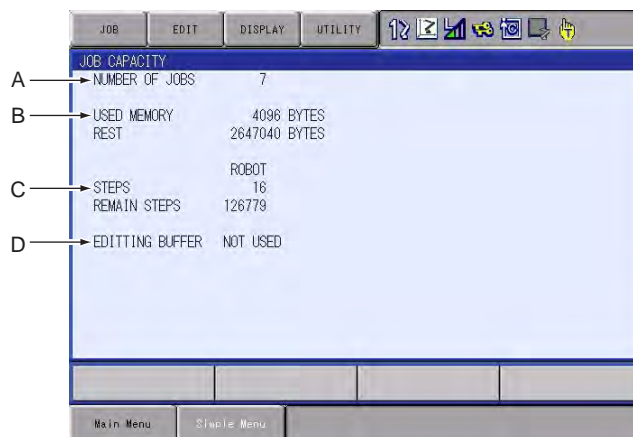 JOB EDIT DISPLAY UTILITY
JOB CAPACITY
A NUMBER OF JOBS 7
B USED MEMORY 4096 BYTES
REST 2647040 BYTES
ROBOT
C STEPS 16
REMAIN STEPS 126779
D EDITTING BUFFER NOT USED
Main Menu Simple Menu